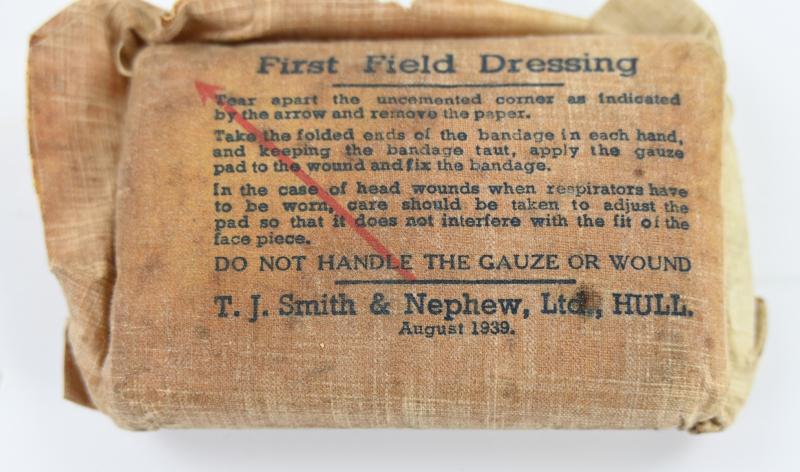 First Field Dressing
Tear apart the uncemented corner as indicated
by the arrow and remove the paper.
Take the folded ends of the bandage in each hand,
and keeping the bandage taut, apply the gauze
pad to the wound and fix the bandage.
In the case of head wounds when respirators have
to be worn, care should be taken to adjust the
pad so that it does not interfere with the fit of the
face piece.
DO NOT HANDLE THE GAUZE OR WOUND
T. J. Smith & Nephew, Ltd., HULL.
August 1939.